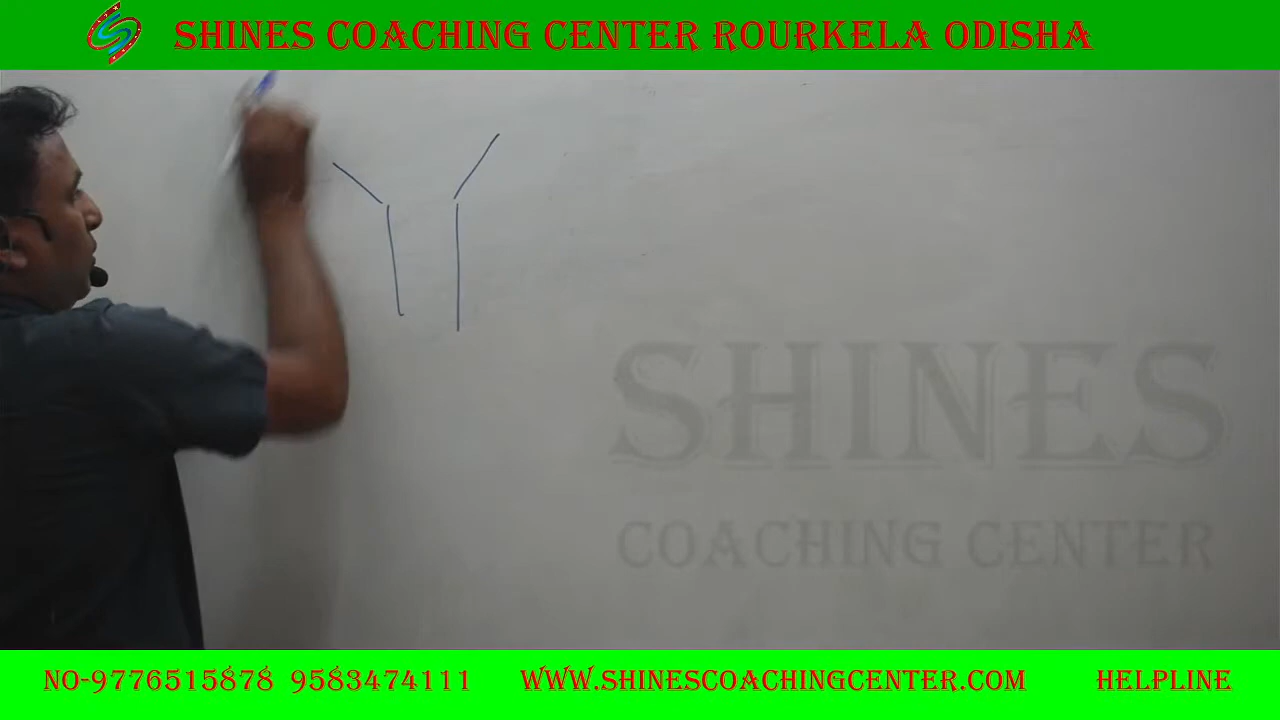 SHINES COACHING CENTER ROURKELA ODISHA
SHINES
COACHING CENTER
NO-9776515878 9583474111 WWW.SHINESCOACHINGCENTER.COM HELPLINE